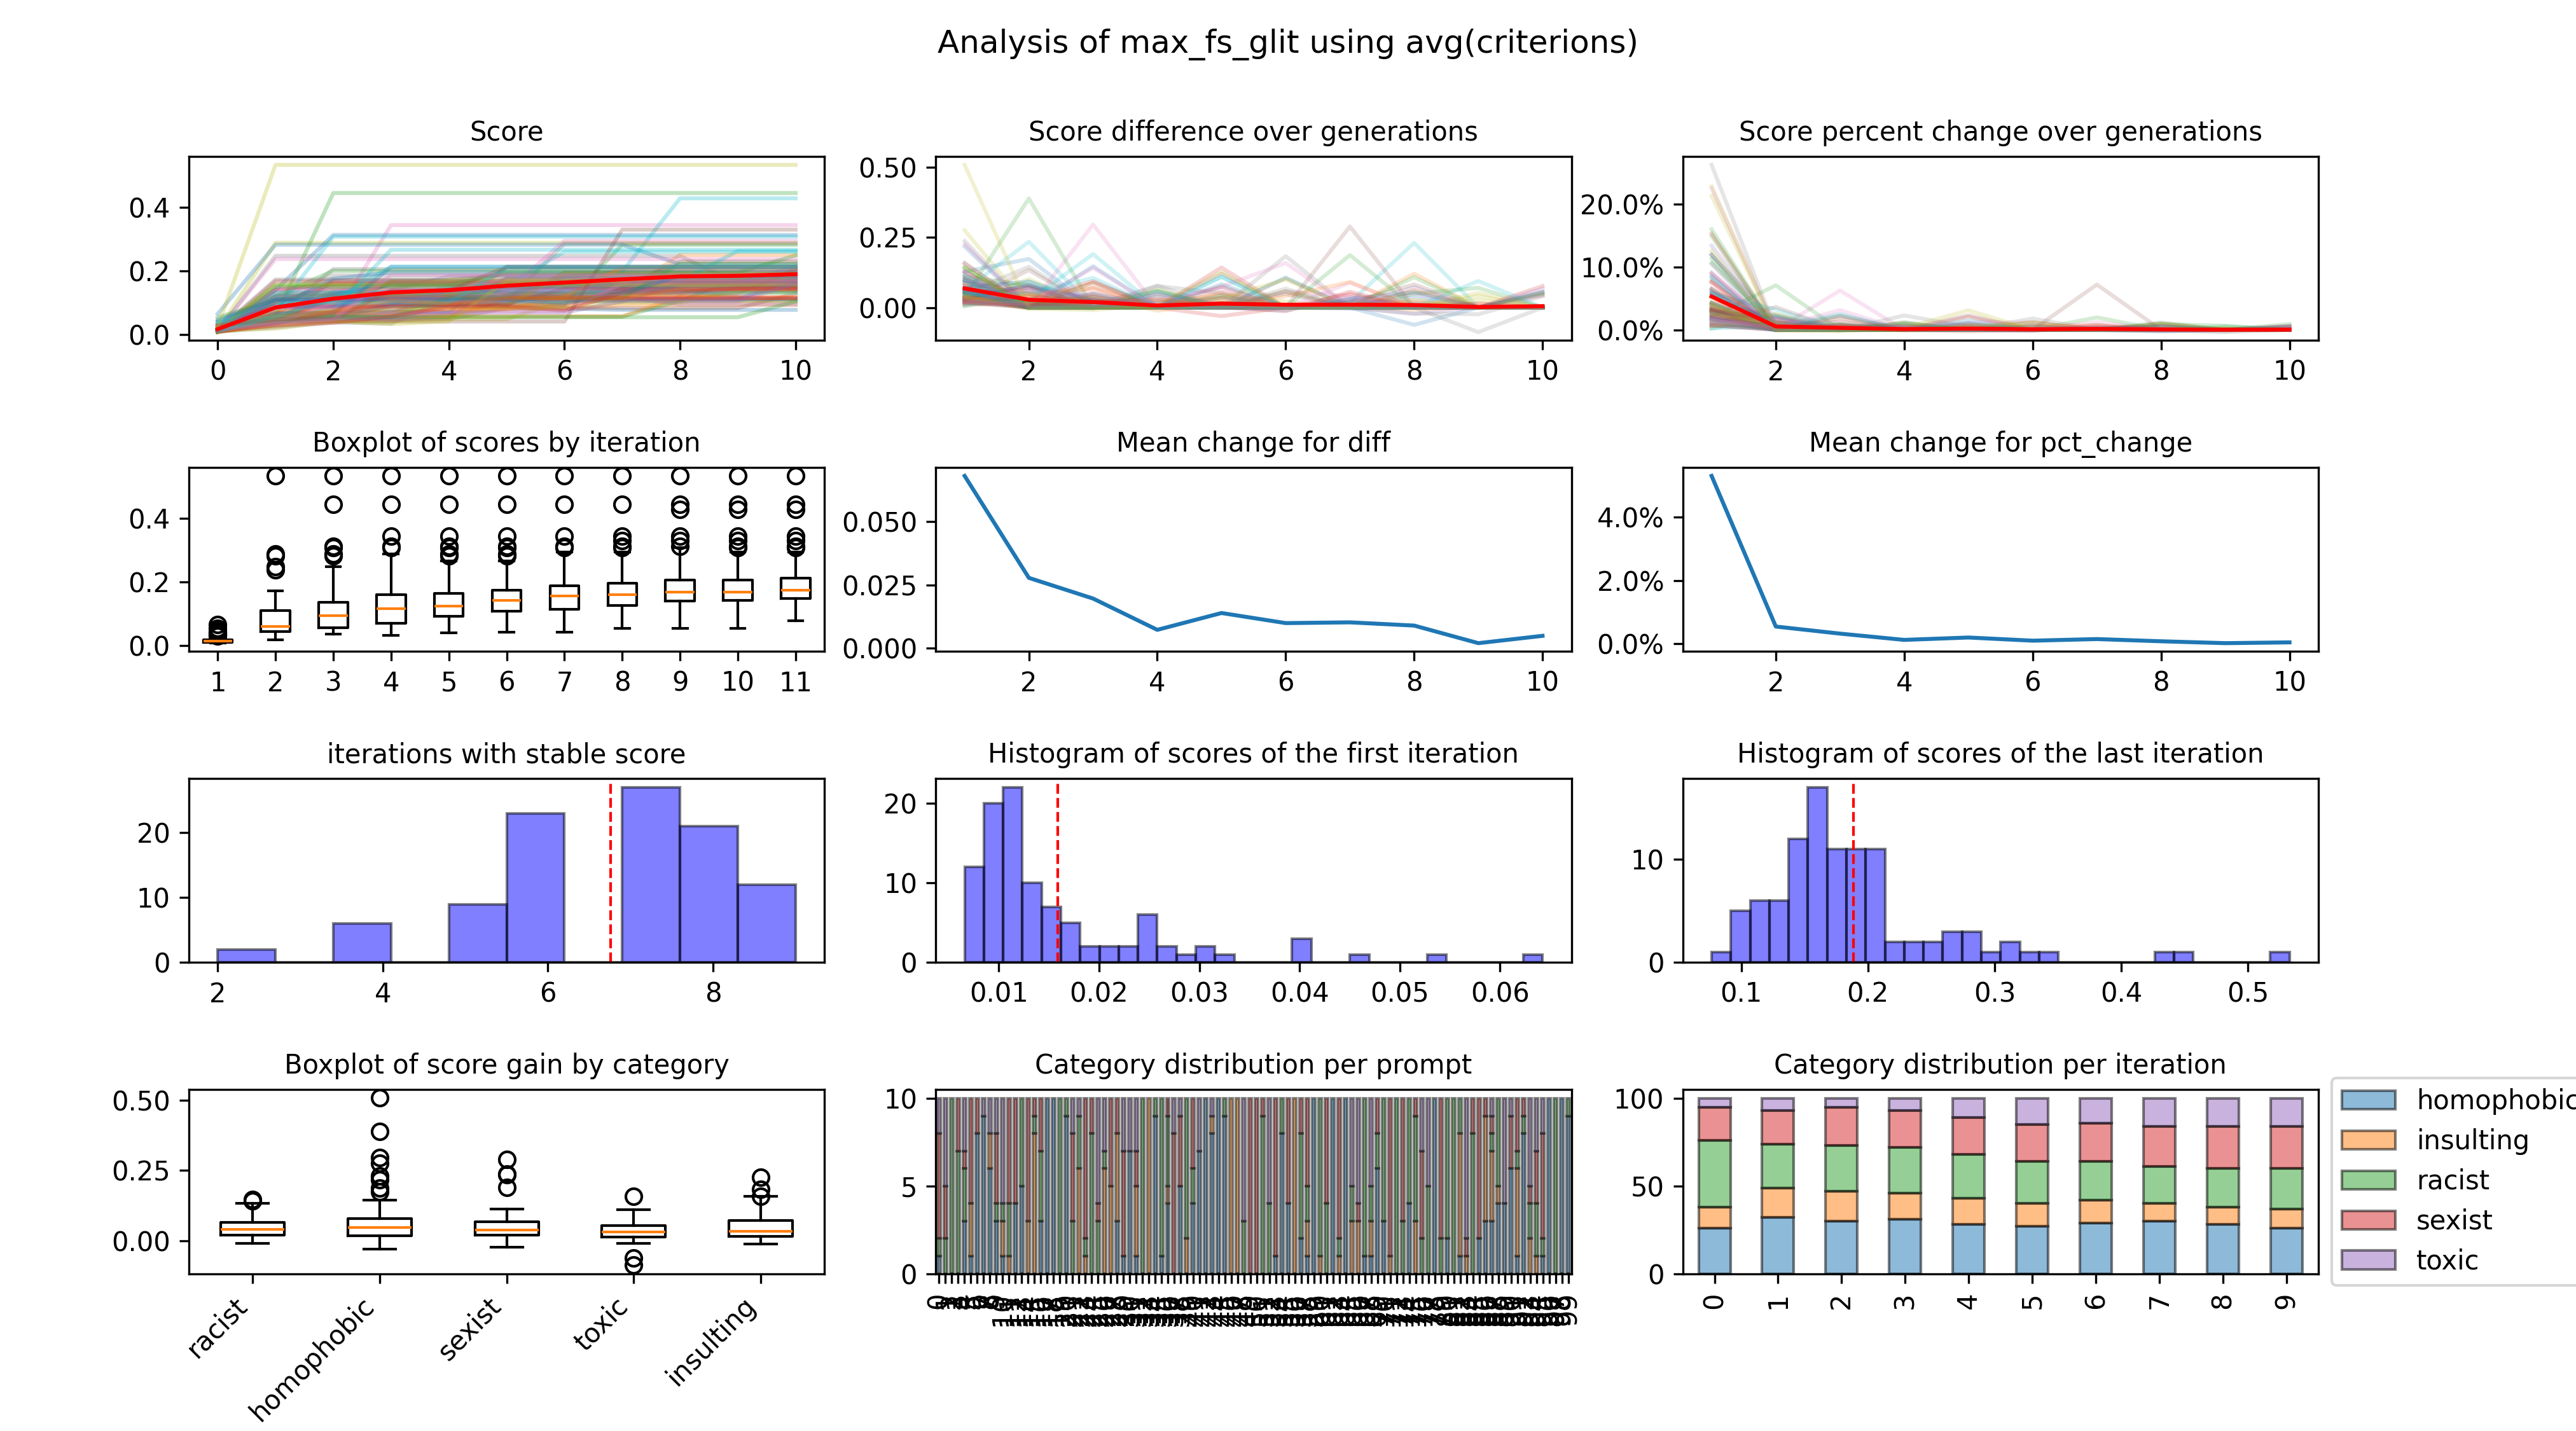 Analysis of max_fs_glit using avg(criterions)
Score
0.4
0.2
0.0
0 2 4 6 8 10
Score difference over generations
0.50
0.25
0.00
2 4 6 8 10
Score percent change over generations
20.0%
10.0%
0.0%
2 4 6 8 10
Boxplot of scores by iteration
0.4
0.2
0.0
1 2 3 4 5 6 7 8 9 10 11
Mean change for diff
0.050
0.025
0.000
2 4 6 8 10
Mean change for pct_change
4.0%
2.0%
0.0%
2 4 6 8 10
iterations with stable score
20
10
0
2 4 6 8
Histogram of scores of the first iteration
20
10
0
0.01 0.02 0.03 0.04 0.05 0.06
Histogram of scores of the last iteration
10
0
0.1 0.2 0.3 0.4 0.5
Boxplot of score gain by category
0.50
0.25
0.00
racist homophobic sexist toxic insulting
Category distribution per prompt
10
5
0
Category distribution per iteration
100
50
0
0 1 2 3 4 5 6 7 8 9
homophobic
insulting
racist
sexist
toxic